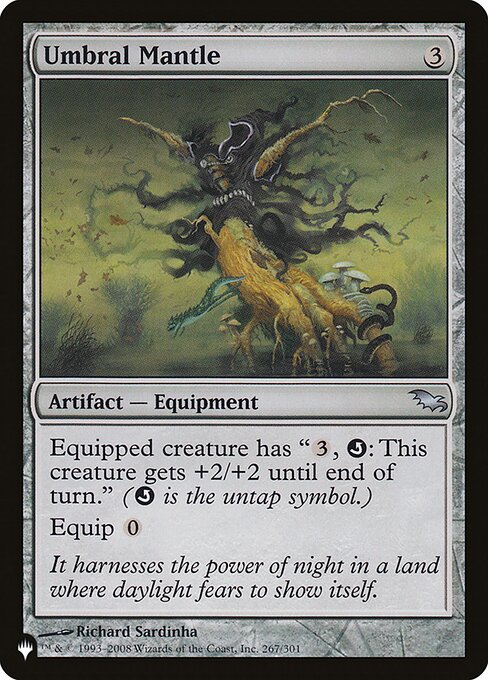 Umbral Mantle 3
Artifact — Equipment
Equipped creature has “3, : This
creature gets +2/+2 until end of
turn.” ( is the untap symbol.)
Equip 0
It harnesses the power of night in a land
where daylight fears to show itself.
Richard Sardinha
™ & © 1993–2008 Wizards of the Coast, Inc. 267/301